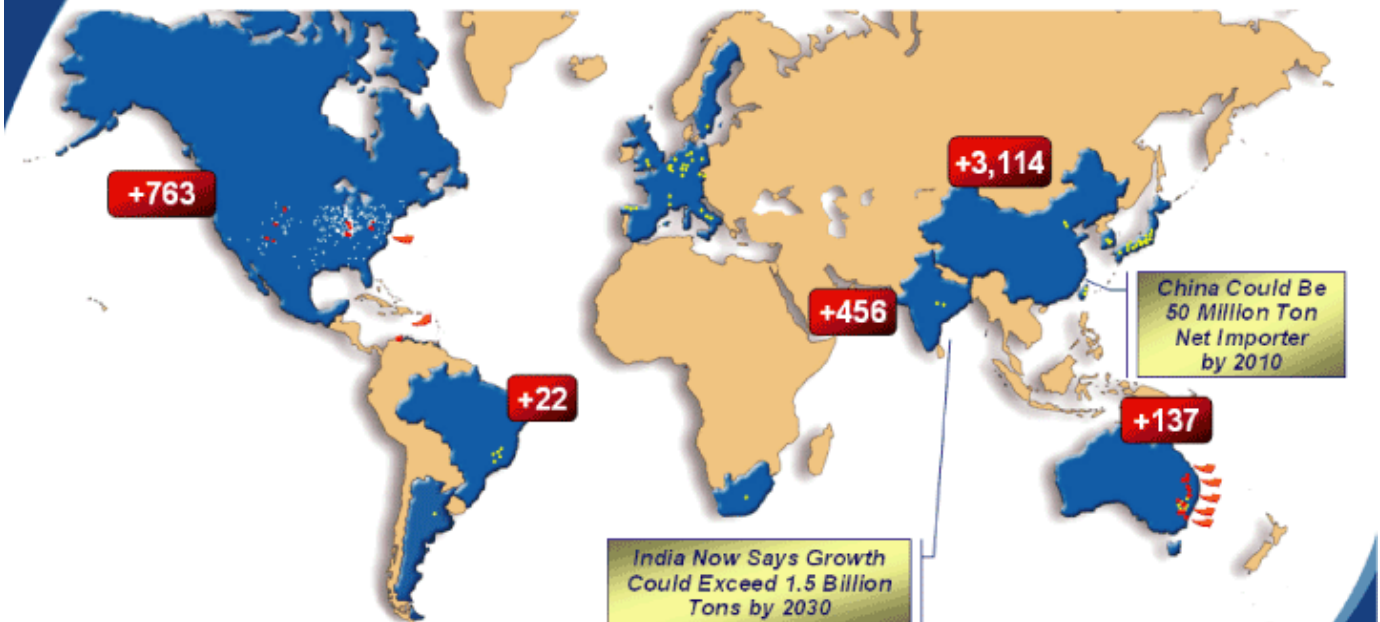 +763
+3,114
+456
China Could Be
50 Million Ton
Net Importer
by 2010
+22
+137
India Now Says Growth
Could Exceed 1.5 Billion
Tons by 2030